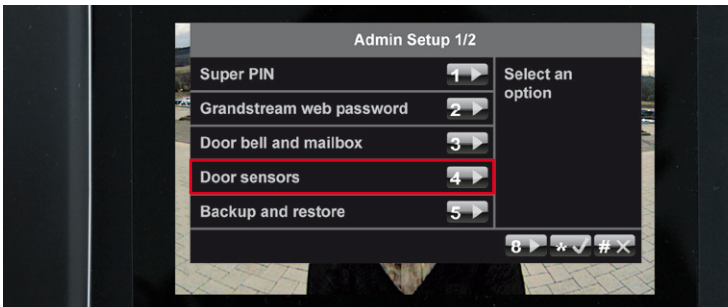 Admin Setup 1/2
Super PIN 1
Grandstream web password 2
Door bell and mailbox 3
Door sensors 4
Backup and restore 5
Select an
option
8 * #